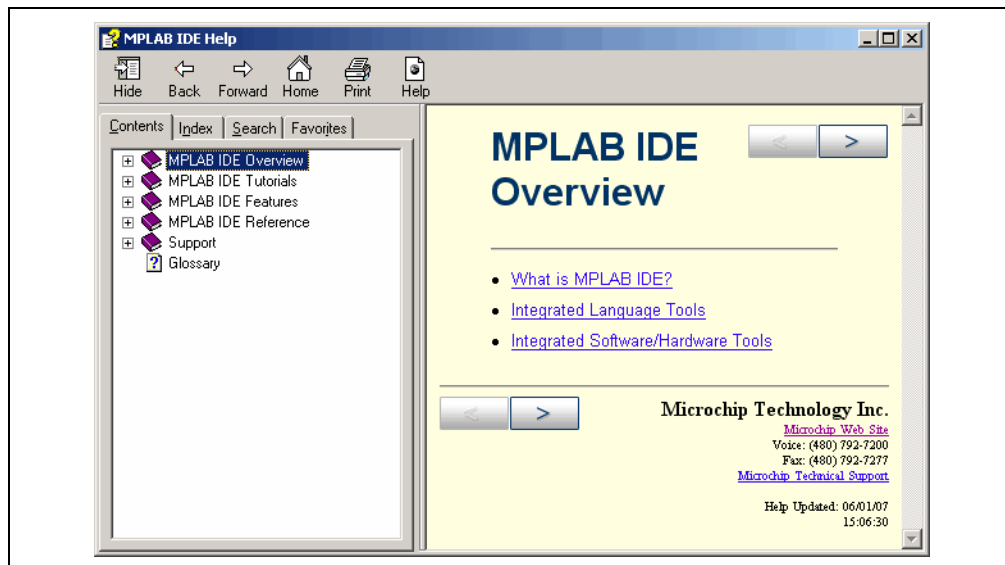 MPLAB IDE Help
Hide Back Forward Home Print Help
Contents Index Search Favorites
MPLAB IDE Overview
MPLAB IDE Tutorials
MPLAB IDE Features
MPLAB IDE Reference
Support
Glossary
MPLAB IDE
Overview
< >
What is MPLAB IDE?
Integrated Language Tools
Integrated Software/Hardware Tools
< >
Microchip Technology Inc.
Microchip Web Site
Voice: (480) 792-7200
Fax: (480) 792-7277
Microchip Technical Support
Help Updated: 06/01/07
15:06:30